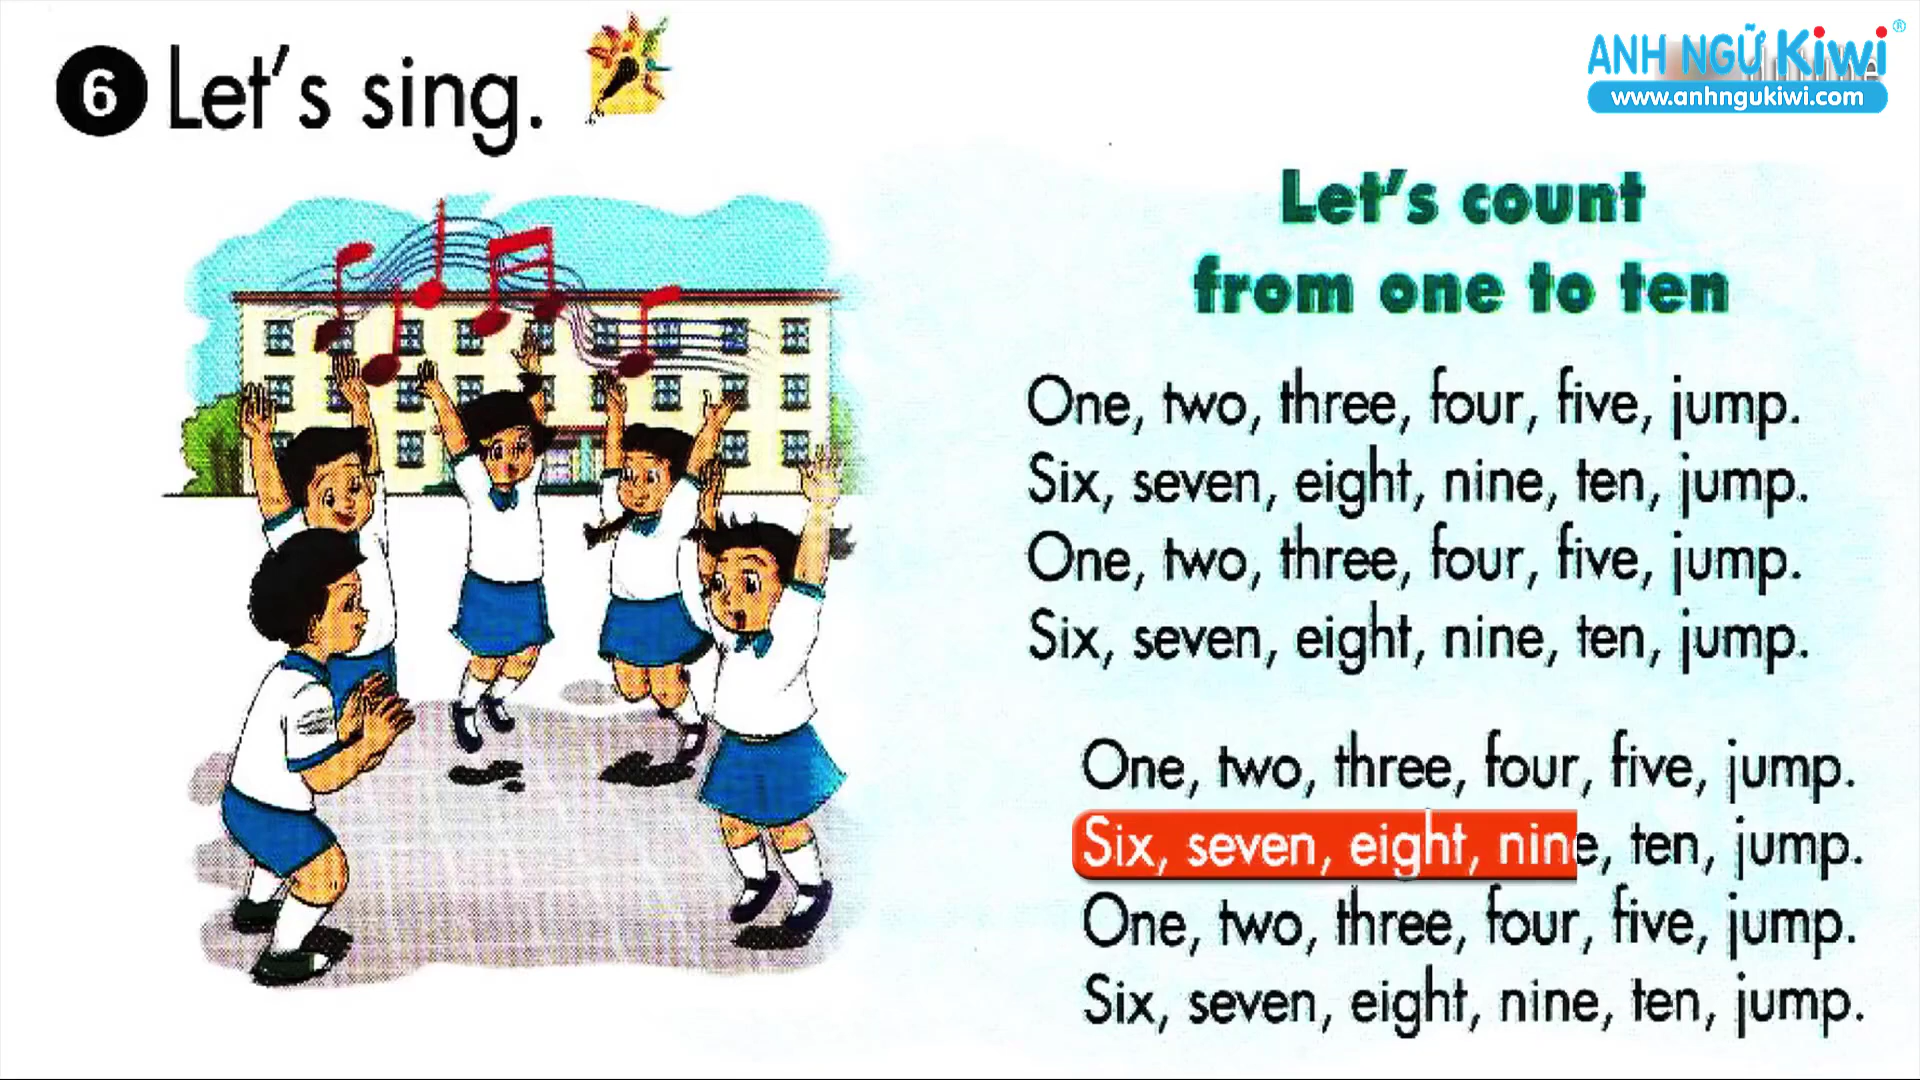 6 Let's sing.
ANH NGỮ Kiwi®
www.anhngukiwi.com
Let's count
from one to ten
One, two, three, four, five, jump.
Six, seven, eight, nine, ten, jump.
One, two, three, four, five, jump.
Six, seven, eight, nine, ten, jump.
One, two, three, four, five, jump.
Six, seven, eight, nine, ten, jump.
One, two, three, four, five, jump.
Six, seven, eight, nine, ten, jump.